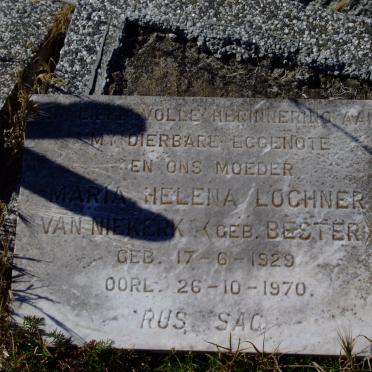 LIEFDEVOLLE HERINNERING AAN
MY DIERBARE EGGENOTE
EN ONS MOEDER
MARIA HELENA LOCHNER
VAN NIEKERK (GEB. BESTER)
GEB. 17-6-1929
OORL. 26-10-1970.
RUS SAG